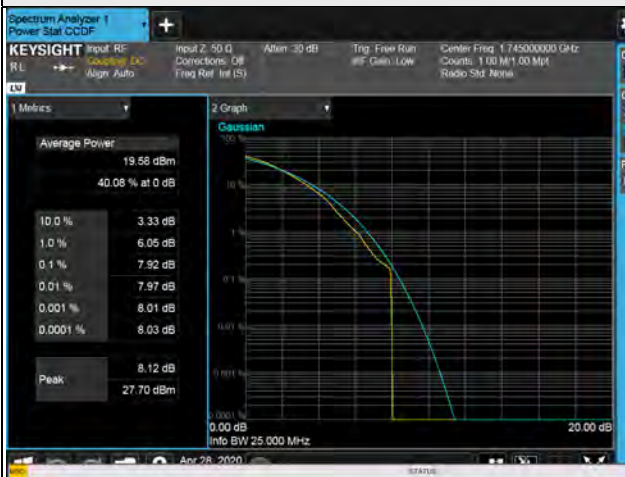 Spectrum Analyzer 1
Power Stat CCDF
+
KEYSIGHT Input: RF
RL
Coupling: DC
Align: Auto
Input Z: 50 Ω
Corrections: Off
Freq Ref: Int (S)
Atten: 30 dB
Trig: Free Run
#IF Gain: Low
Center Freq: 1.745000000 GHz
Counts: 1.00 M/1.00 Mpt
Radio Std: None
1 Metrics
Average Power
19.58 dBm
40.08 % at 0 dB
10.0 % 3.33 dB
1.0 % 6.05 dB
0.1 % 7.92 dB
0.01 % 7.97 dB
0.001 % 8.01 dB
0.0001 % 8.03 dB
Peak
8.12 dB
27.70 dBm
2 Graph
Gaussian
100 %
10 %
1 %
0.1 %
0.01 %
0.001 %
0.0001 %
0.00 dB
20.00 dB
Info BW 25.000 MHz
Apr 28, 2020
MSG
STATUS